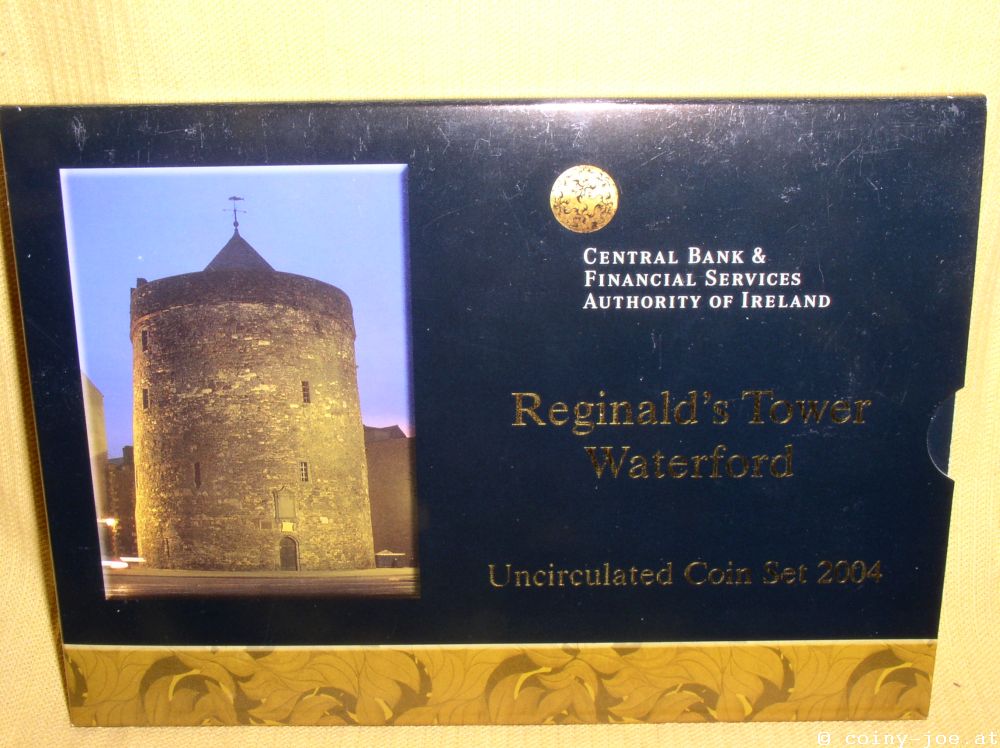 Central Bank &
Financial Services
Authority of Ireland
Reginald's Tower
Waterford
Uncirculated Coin Set 2004
© coiny-joe.at